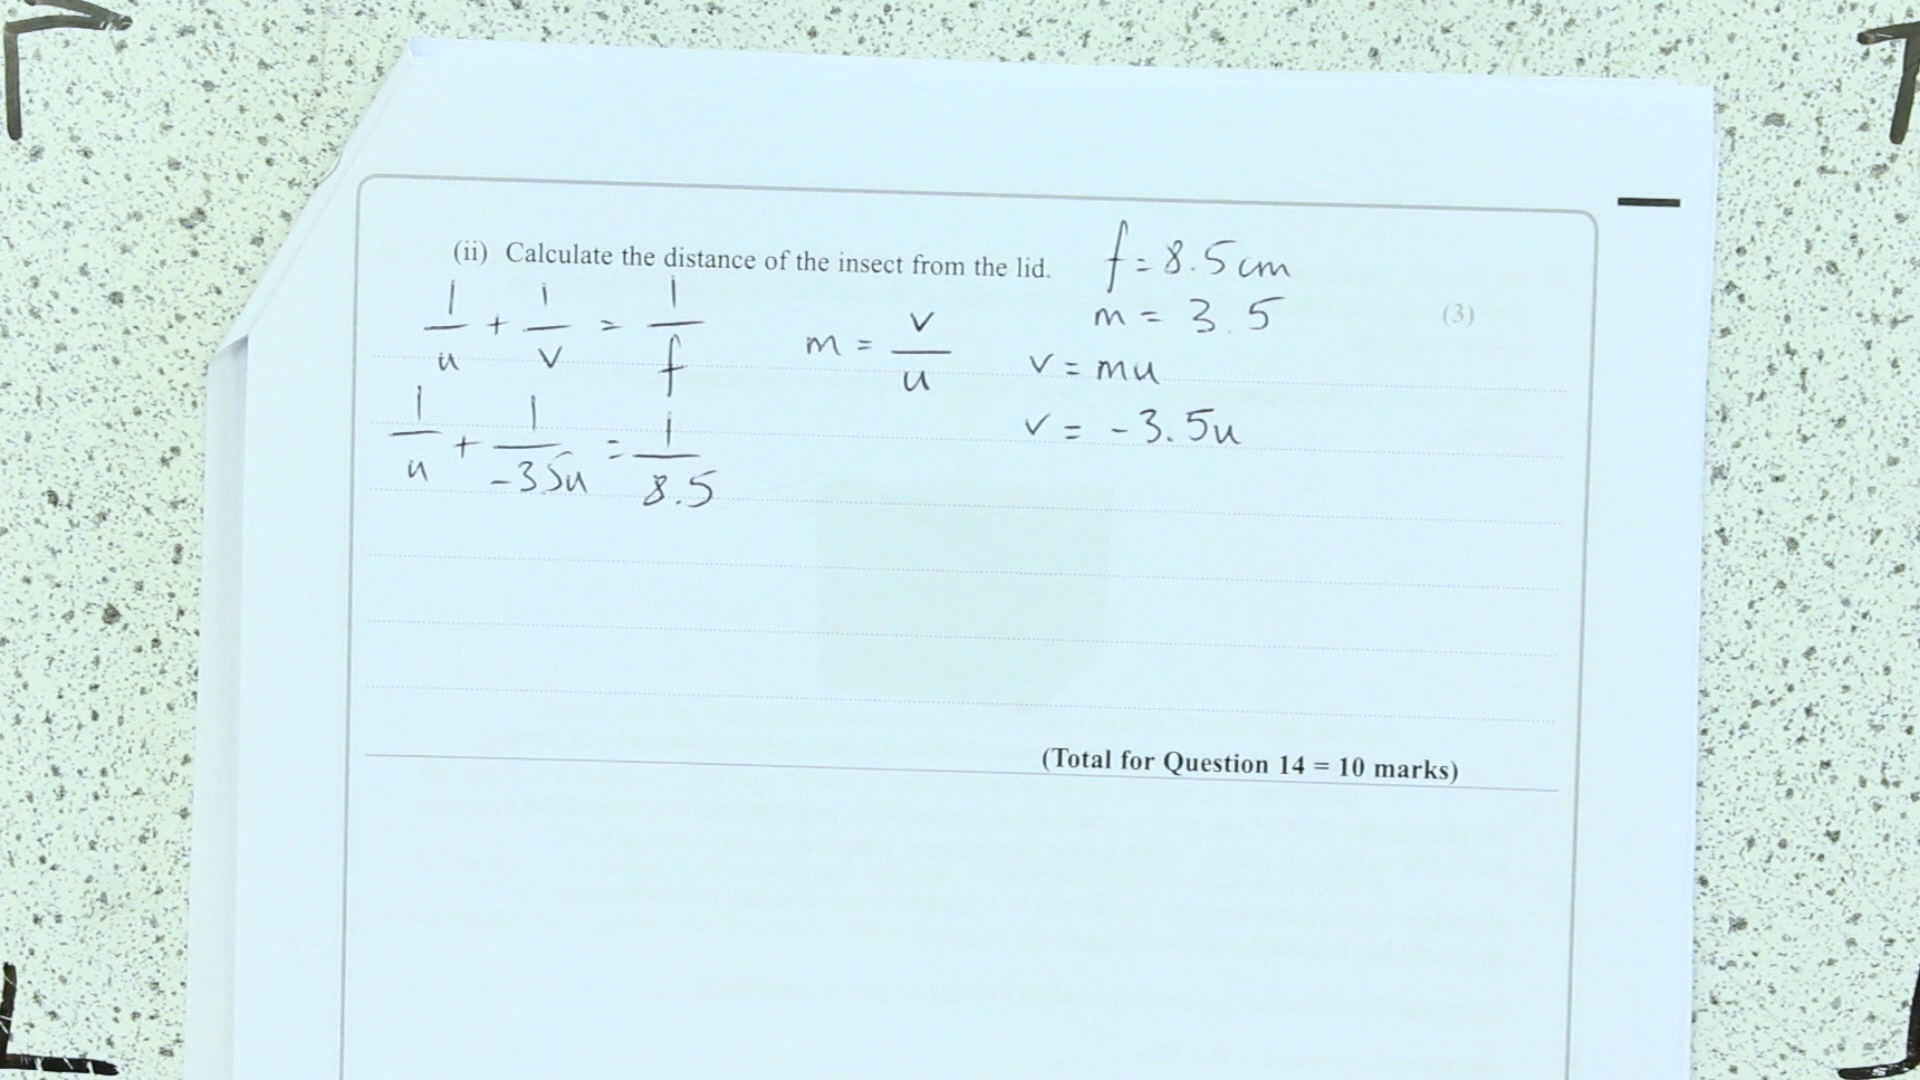 (ii) Calculate the distance of the insect from the lid.
f = 8.5 cm
m = 3.5
(3)
1/u + 1/v = 1/f
m = v/u
v = mu
v = -3.5u
1/u + 1/-3.5u = 1/8.5
(Total for Question 14 = 10 marks)